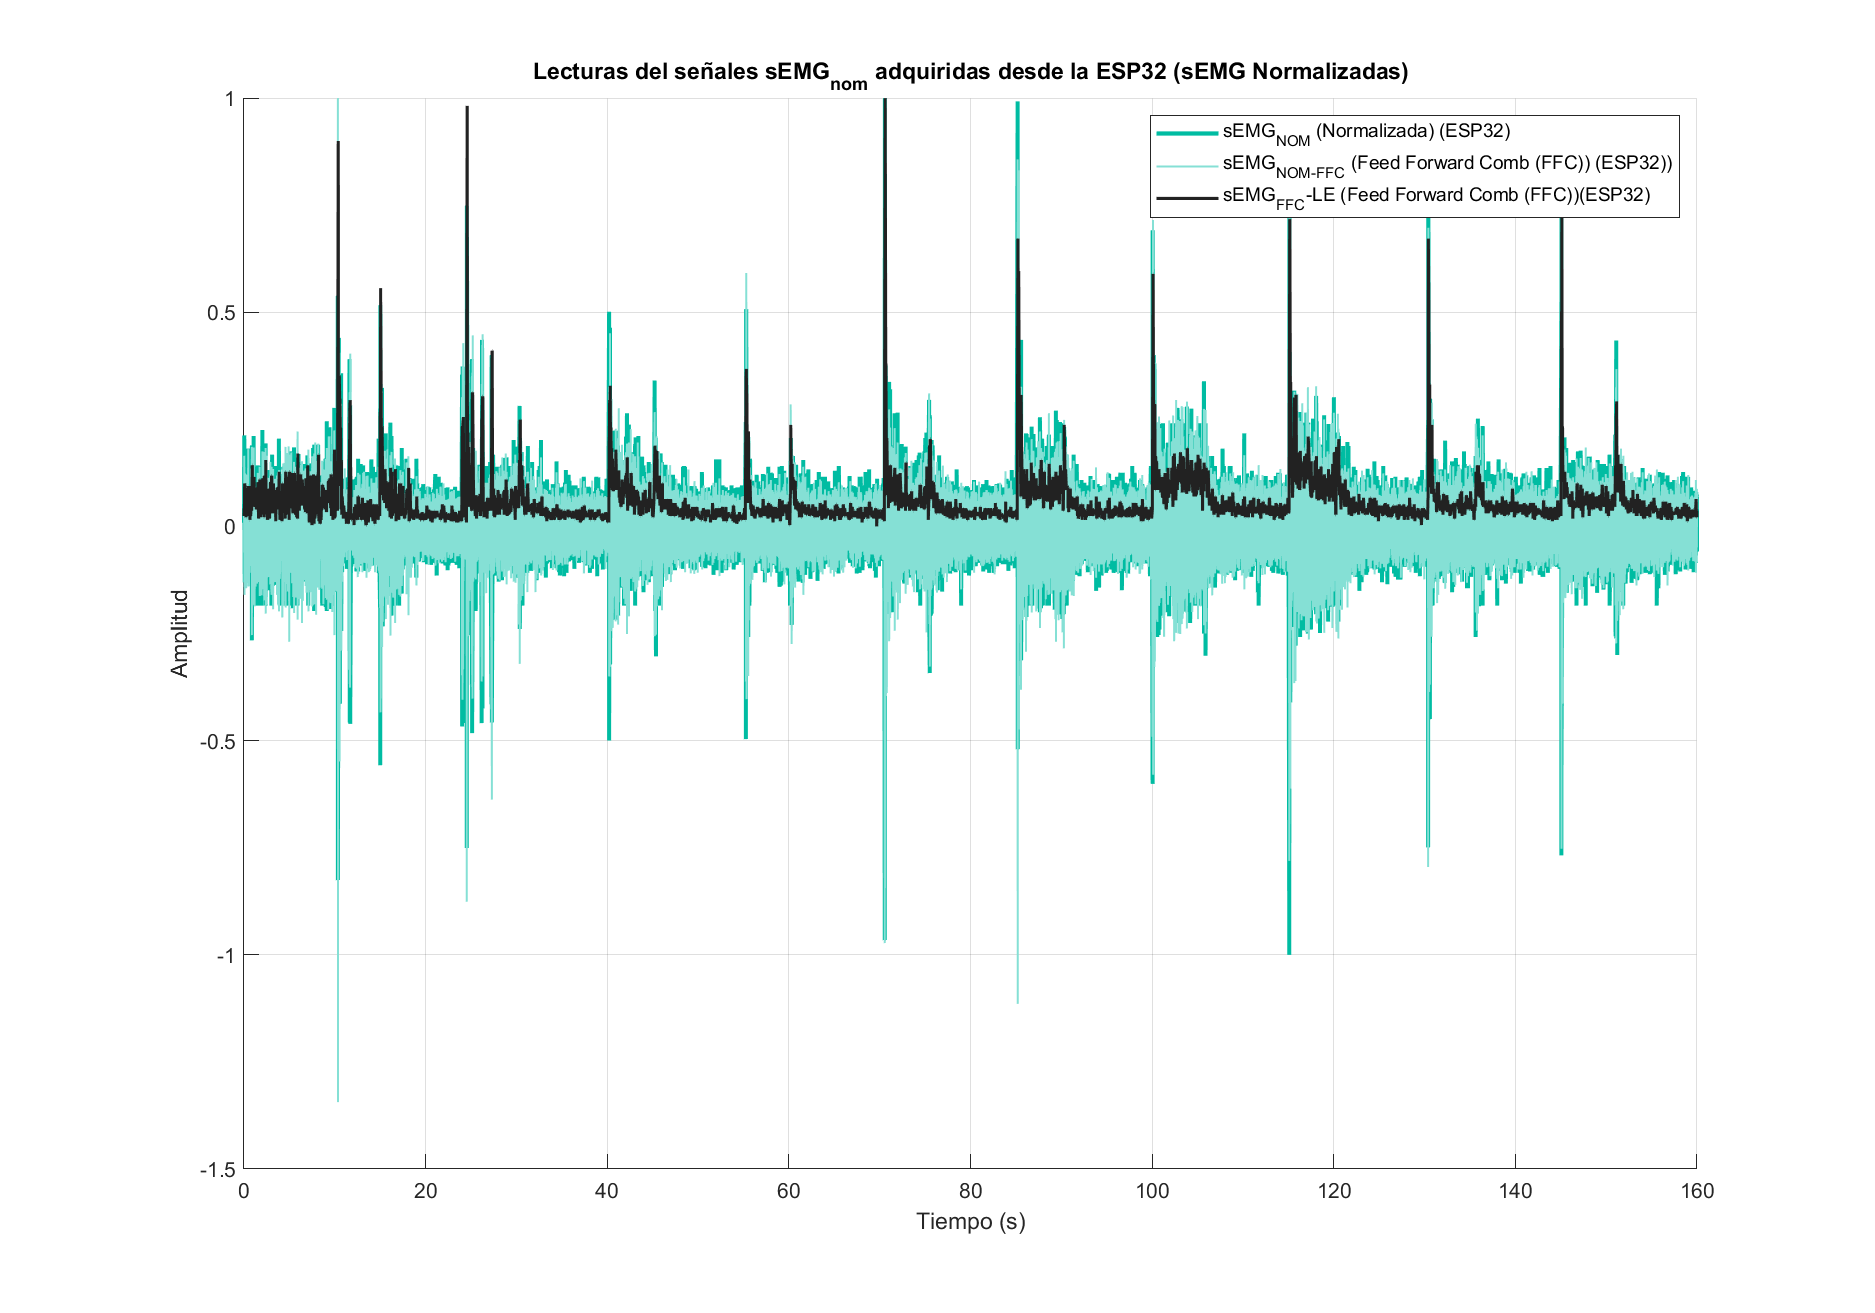 Lecturas del señales sEMGnom adquiridas desde la ESP32 (sEMG Normalizadas)
sEMGNOM (Normalizada) (ESP32)
sEMGNOM-FFC (Feed Forward Comb (FFC)) (ESP32))
sEMGFFC-LE (Feed Forward Comb (FFC))(ESP32)
1
0.5
0
-0.5
-1
-1.5
Amplitud
0 20 40 60 80 100 120 140 160
Tiempo (s)